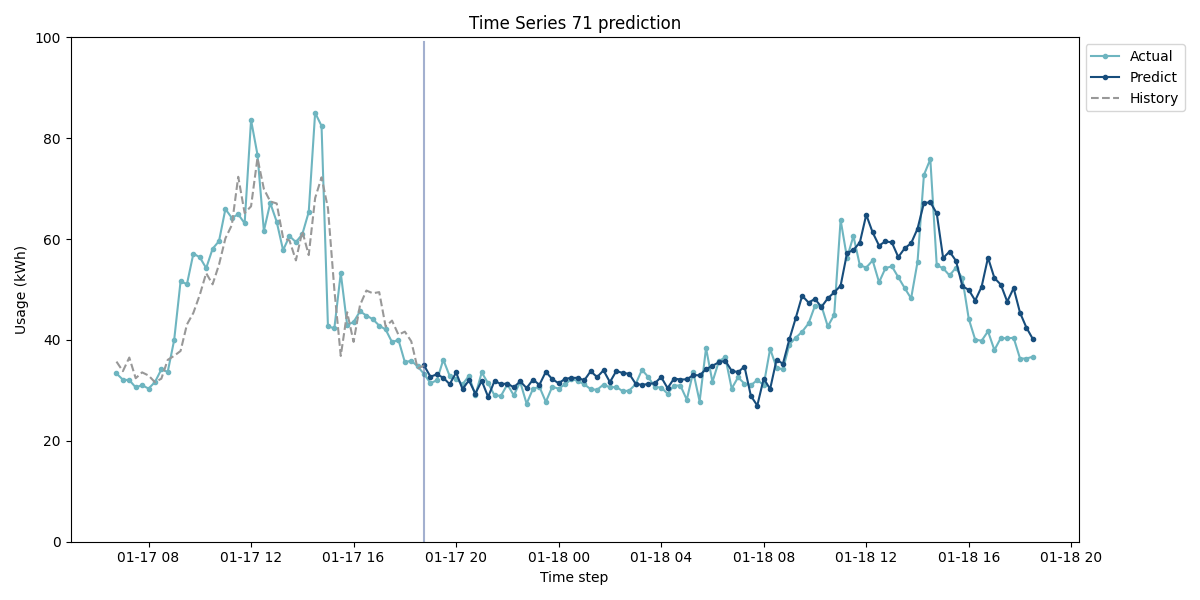 Time Series 71 prediction
Usage (kWh)
100
80
60
40
20
0
01-17 08
01-17 12
01-17 16
01-17 20
01-18 00
01-18 04
01-18 08
01-18 12
01-18 16
01-18 20
Time step
Actual
Predict
History